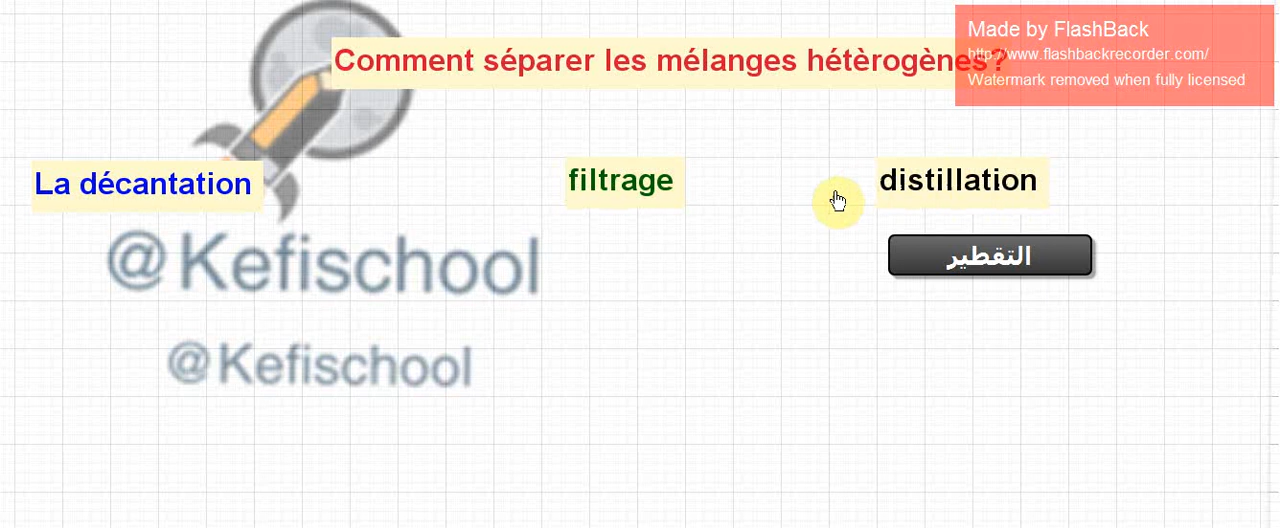 Made by FlashBack
http://www.flashbackrecorder.com/
Watermark removed when fully licensed
Comment séparer les mélanges hétèrogènes?
La décantation
filtrage
distillation
التقطير
@Kefischool
@Kefischool